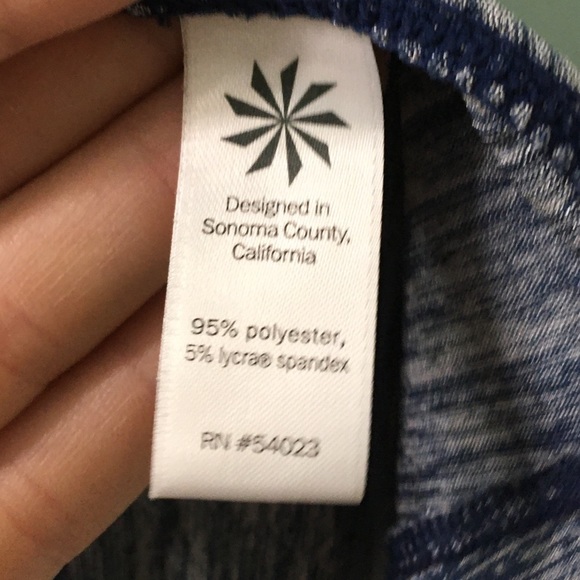 Designed in
Sonoma County,
California
95% polyester,
5% lycra® spandex
RN #54023